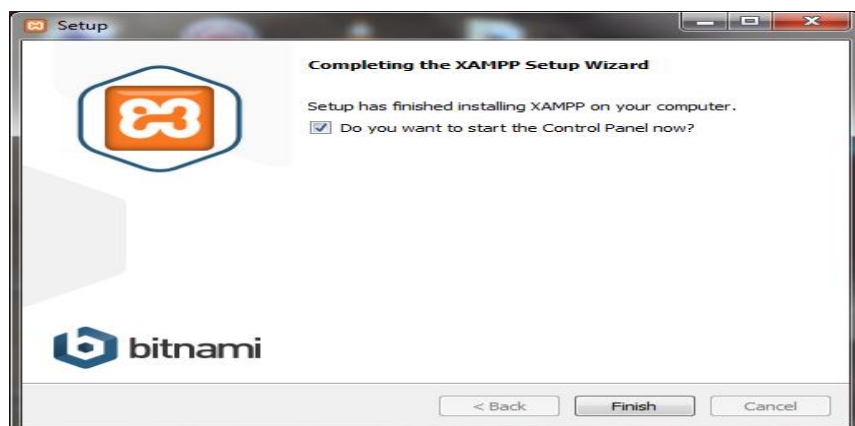 Setup
Completing the XAMPP Setup Wizard
Setup has finished installing XAMPP on your computer.
Do you want to start the Control Panel now?
bitnami
< Back
Finish
Cancel